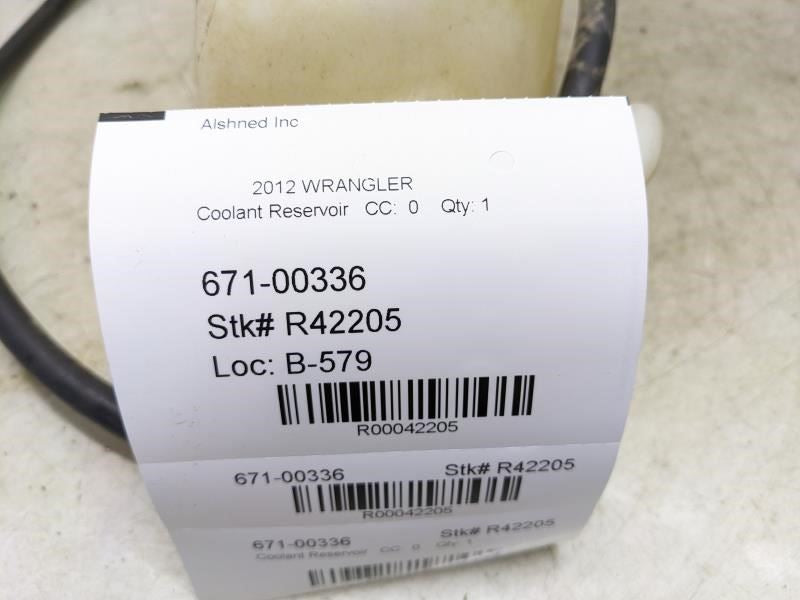 Alshned Inc
2012 WRANGLER
Coolant Reservoir CC: 0 Qty: 1
671-00336
Stk# R42205
Loc: B-579
R00042205
671-00336 Stk# R42205
R00042205
671-00336 Stk# R42205
Coolant Reservoir CC: 0 Qty: 1